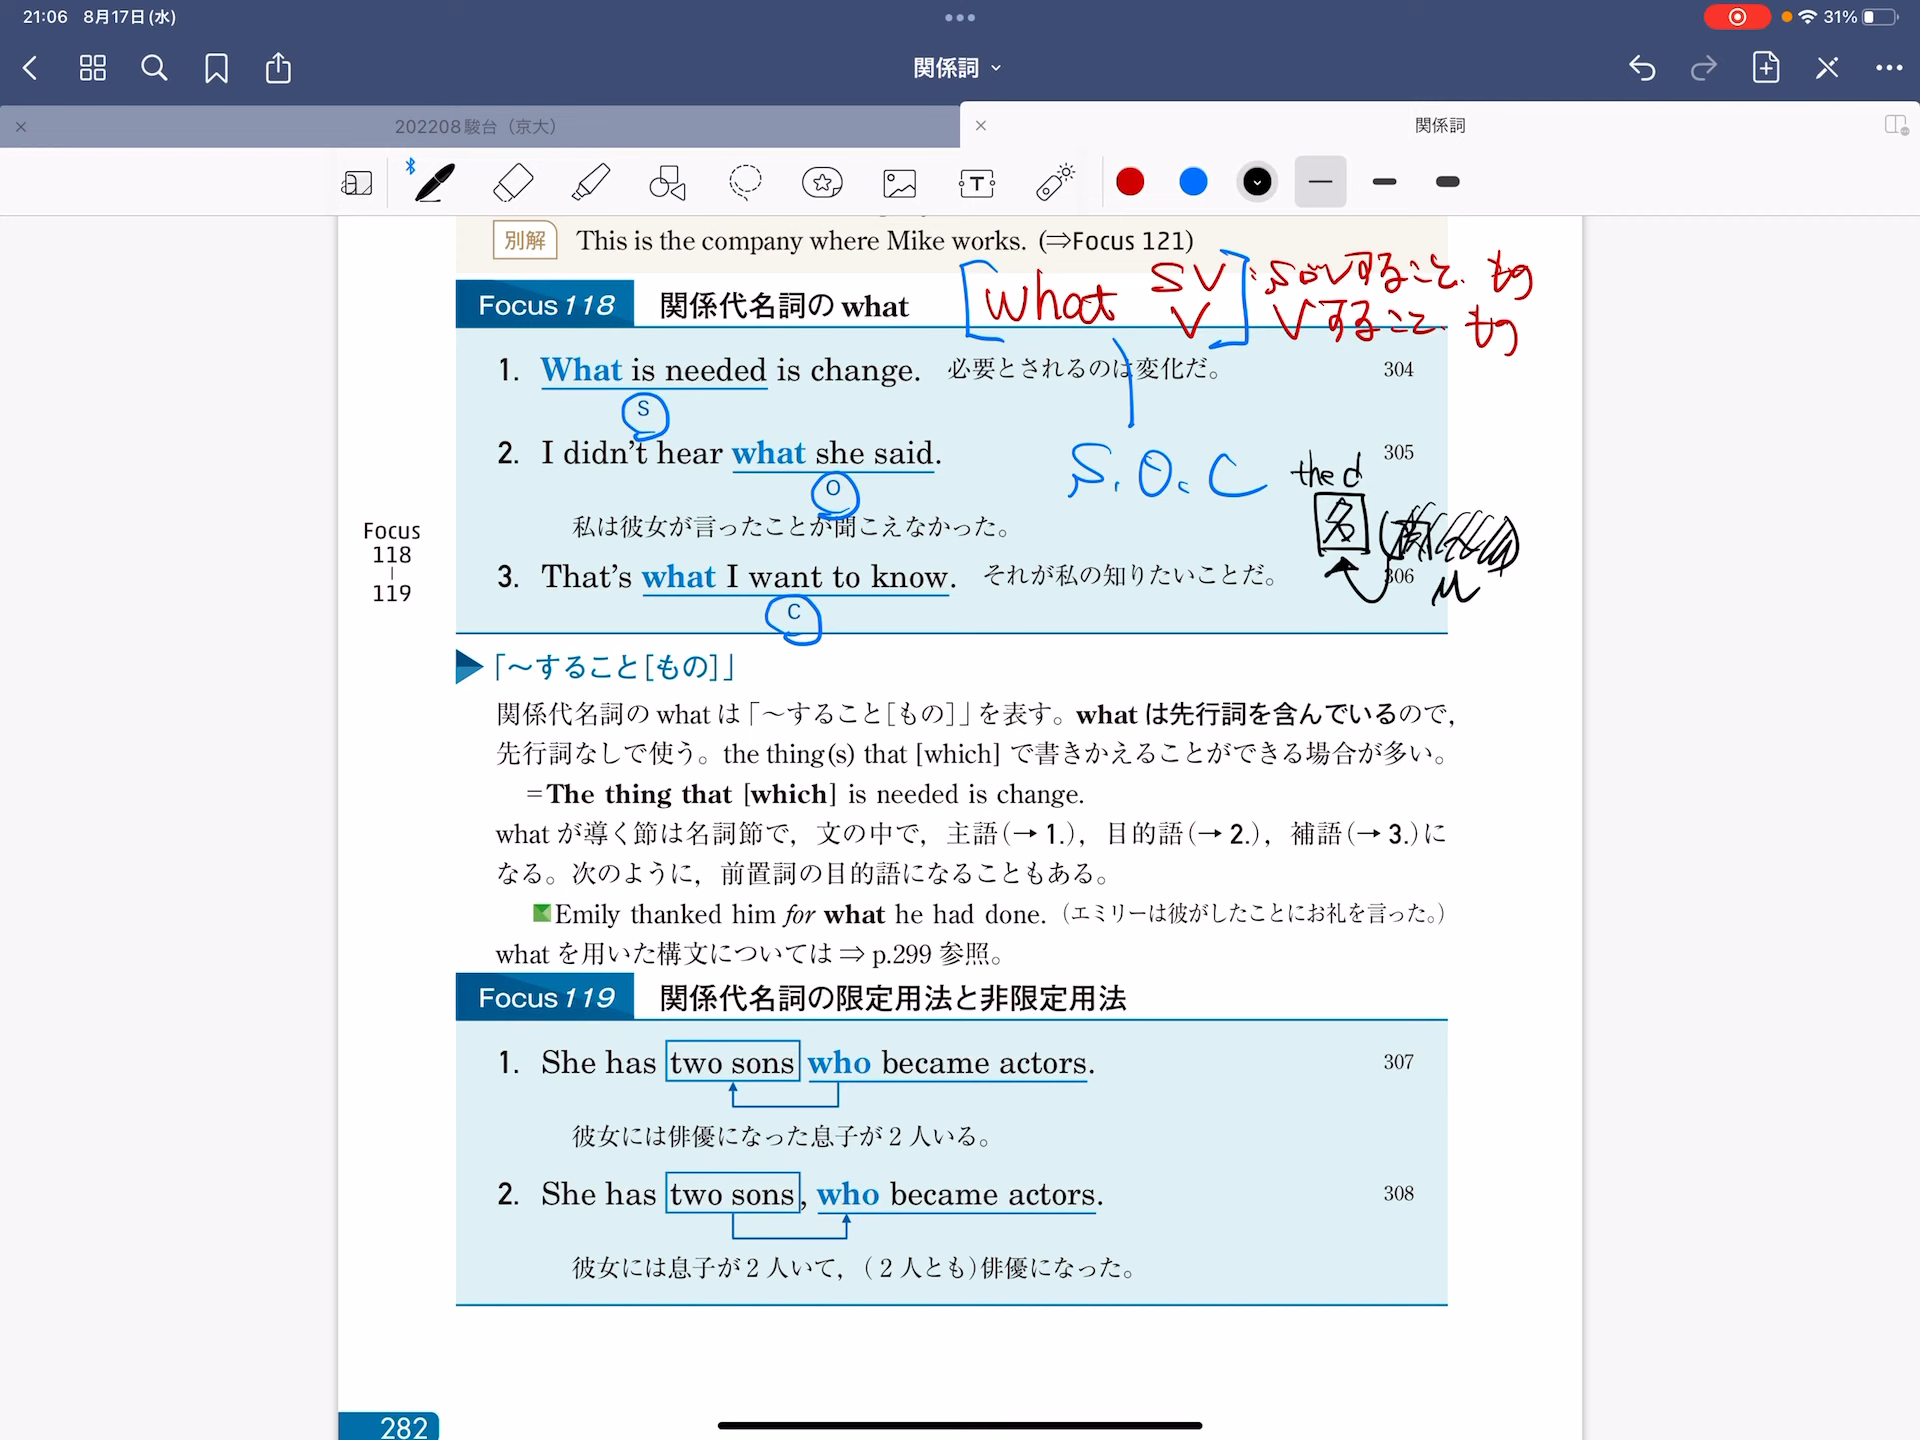 21:06 8月17日(水)
31%
関係詞
202208駿台（京大）
関係詞
別解 This is the company where Mike works. (⇒Focus 121)
Focus 118 関係代名詞の what
what SV : SがVすること、もの
V Vすること、もの
1. What is needed is change. 必要とされるのは変化だ。 304
S
2. I didn't hear what she said. 305
O
S. O. C
the d
名
私は彼女が言ったことが聞こえなかった。
3. That's what I want to know. それが私の知りたいことだ。 306
C
M
Focus
118
119
「～すること[もの]」
関係代名詞の what は「～すること[もの]」を表す。what は先行詞を含んでいるので，
先行詞なしで使う。the thing(s) that [which] で書きかえることができる場合が多い。
=The thing that [which] is needed is change.
what が導く節は名詞節で，文の中で，主語(→ 1.)，目的語(→ 2.)，補語(→ 3.)に
なる。次のように，前置詞の目的語になることもある。
Emily thanked him for what he had done.（エミリーは彼がしたことにお礼を言った。）
what を用いた構文については⇒ p.299 参照。
Focus 119 関係代名詞の限定用法と非限定用法
1. She has two sons who became actors. 307
彼女には俳優になった息子が2人いる。
2. She has two sons, who became actors. 308
彼女には息子が2人いて，（2人とも）俳優になった。
282